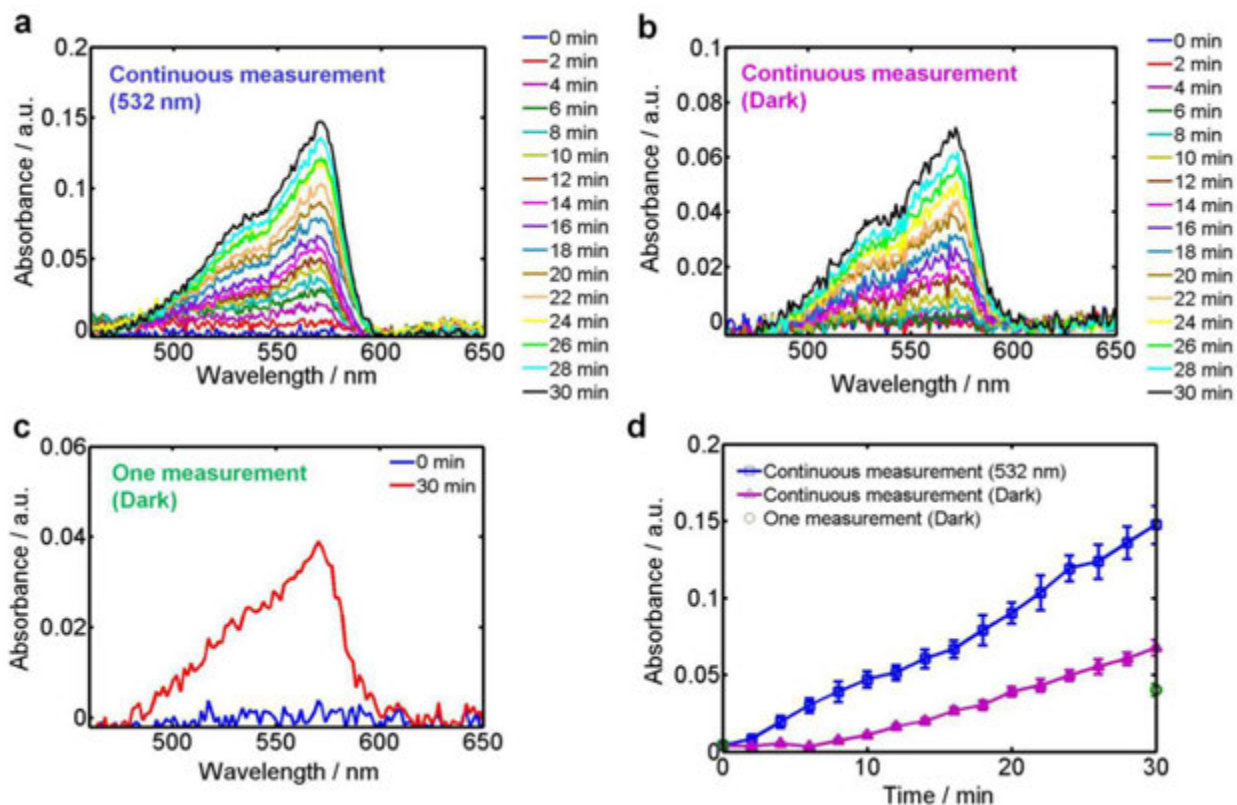 a
0.2
0.15
0.1
0.05
0
500
550
600
650
Absorbance / a.u.
Wavelength / nm
Continuous measurement
(532 nm)
0 min
2 min
4 min
6 min
8 min
10 min
12 min
14 min
16 min
18 min
20 min
22 min
24 min
26 min
28 min
30 min
b
0.1
0.08
0.06
0.04
0.02
0
500
550
600
650
Absorbance / a.u.
Wavelength / nm
Continuous measurement
(Dark)
0 min
2 min
4 min
6 min
8 min
10 min
12 min
14 min
16 min
18 min
20 min
22 min
24 min
26 min
28 min
30 min
c
0.06
0.04
0.02
0
500
550
600
650
Absorbance / a.u.
Wavelength / nm
One measurement
(Dark)
0 min
30 min
d
0.2
0.15
0.1
0.05
0
0
10
20
30
Absorbance / a.u.
Time / min
Continuous measurement (532 nm)
Continuous measurement (Dark)
One measurement (Dark)